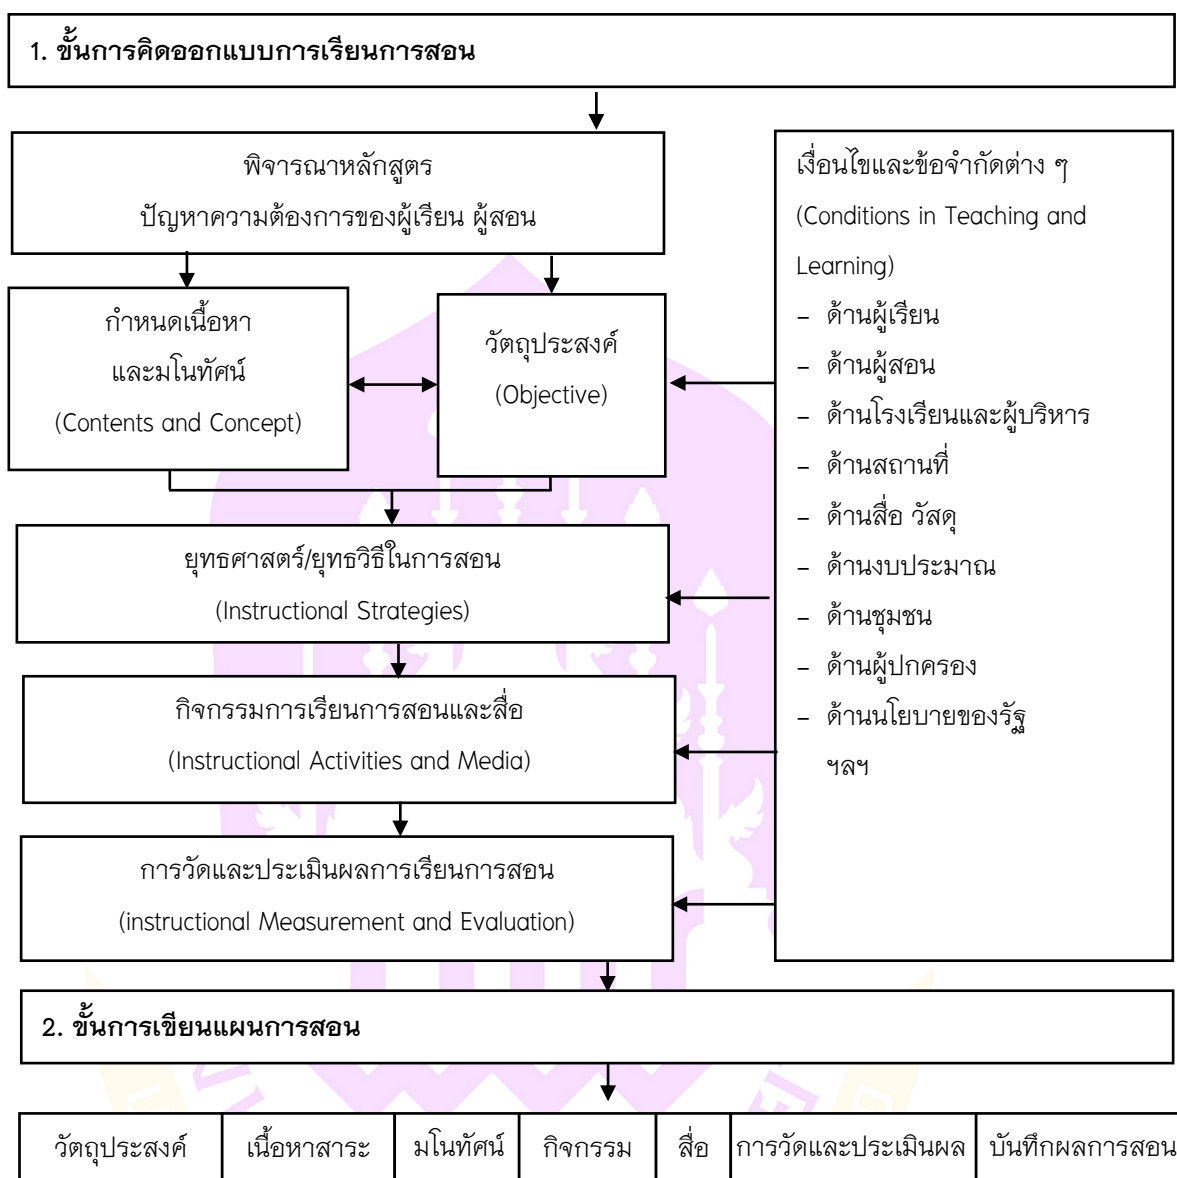 1. ขั้นการคิดออกแบบการเรียนการสอน
พิจารณาหลักสูตร
ปัญหาความต้องการของผู้เรียน ผู้สอน
กำหนดเนื้อหา
และมโนทัศน์
(Contents and Concept)
วัตถุประสงค์
(Objective)
ยุทธศาสตร์/ยุทธวิธีในการสอน
(Instructional Strategies)
กิจกรรมการเรียนการสอนและสื่อ
(Instructional Activities and Media)
การวัดและประเมินผลการเรียนการสอน
(instructional Measurement and Evaluation)
เงื่อนไขและข้อจำกัดต่าง ๆ
(Conditions in Teaching and
Learning)
- ด้านผู้เรียน
- ด้านผู้สอน
- ด้านโรงเรียนและผู้บริหาร
- ด้านสถานที่
- ด้านสื่อ วัสดุ
- ด้านงบประมาณ
- ด้านชุมชน
- ด้านผู้ปกครอง
- ด้านนโยบายของรัฐ
ฯลฯ
2. ขั้นการเขียนแผนการสอน
วัตถุประสงค์ เนื้อหาสาระ มโนทัศน์ กิจกรรม สื่อ การวัดและประเมินผล บันทึกผลการสอน